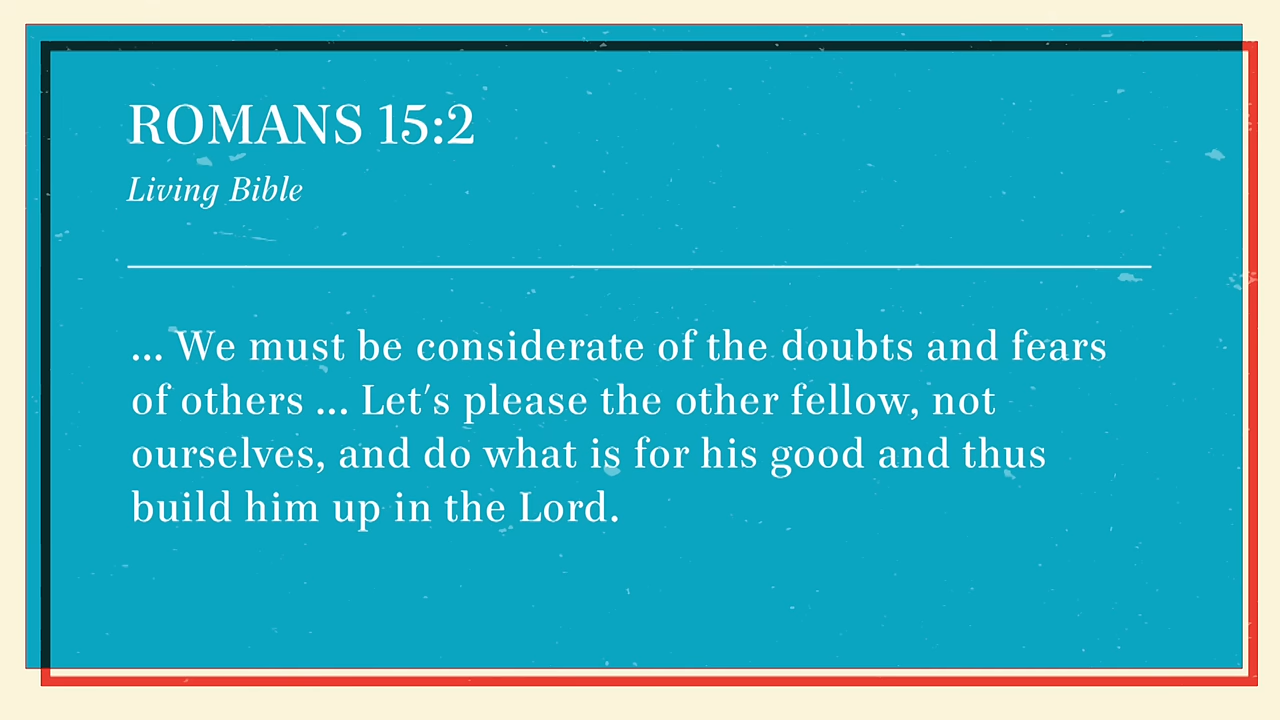 ROMANS 15:2
Living Bible
... We must be considerate of the doubts and fears
of others ... Let's please the other fellow, not
ourselves, and do what is for his good and thus
build him up in the Lord.